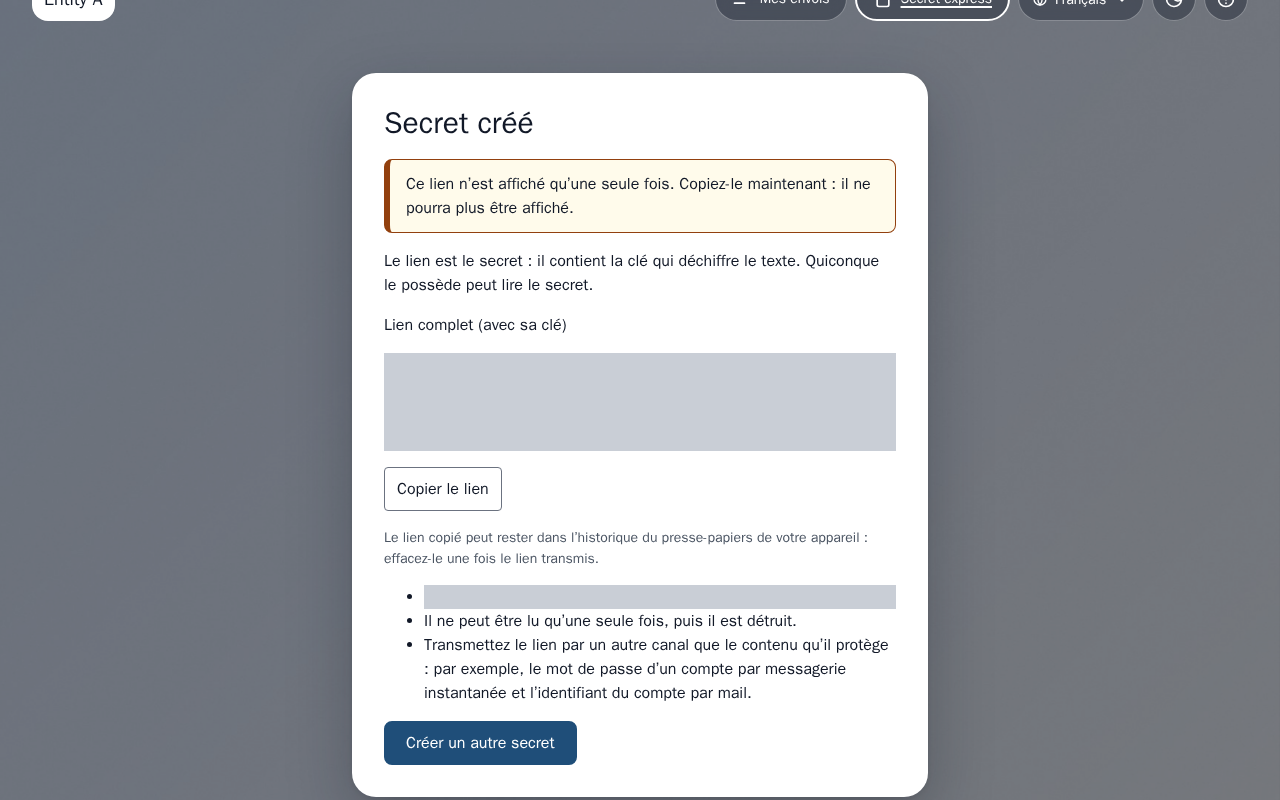 Entity A
Mes envois
Secret express
Français
Secret créé
Ce lien n'est affiché qu'une seule fois. Copiez-le maintenant : il ne
pourra plus être affiché.
Le lien est le secret : il contient la clé qui déchiffre le texte. Quiconque
le possède peut lire le secret.
Lien complet (avec sa clé)
Copier le lien
Le lien copié peut rester dans l'historique du presse-papiers de votre appareil :
effacez-le une fois le lien transmis.
Il ne peut être lu qu'une seule fois, puis il est détruit.
Transmettez le lien par un autre canal que le contenu qu'il protège
: par exemple, le mot de passe d'un compte par messagerie
instantanée et l'identifiant du compte par mail.
Créer un autre secret